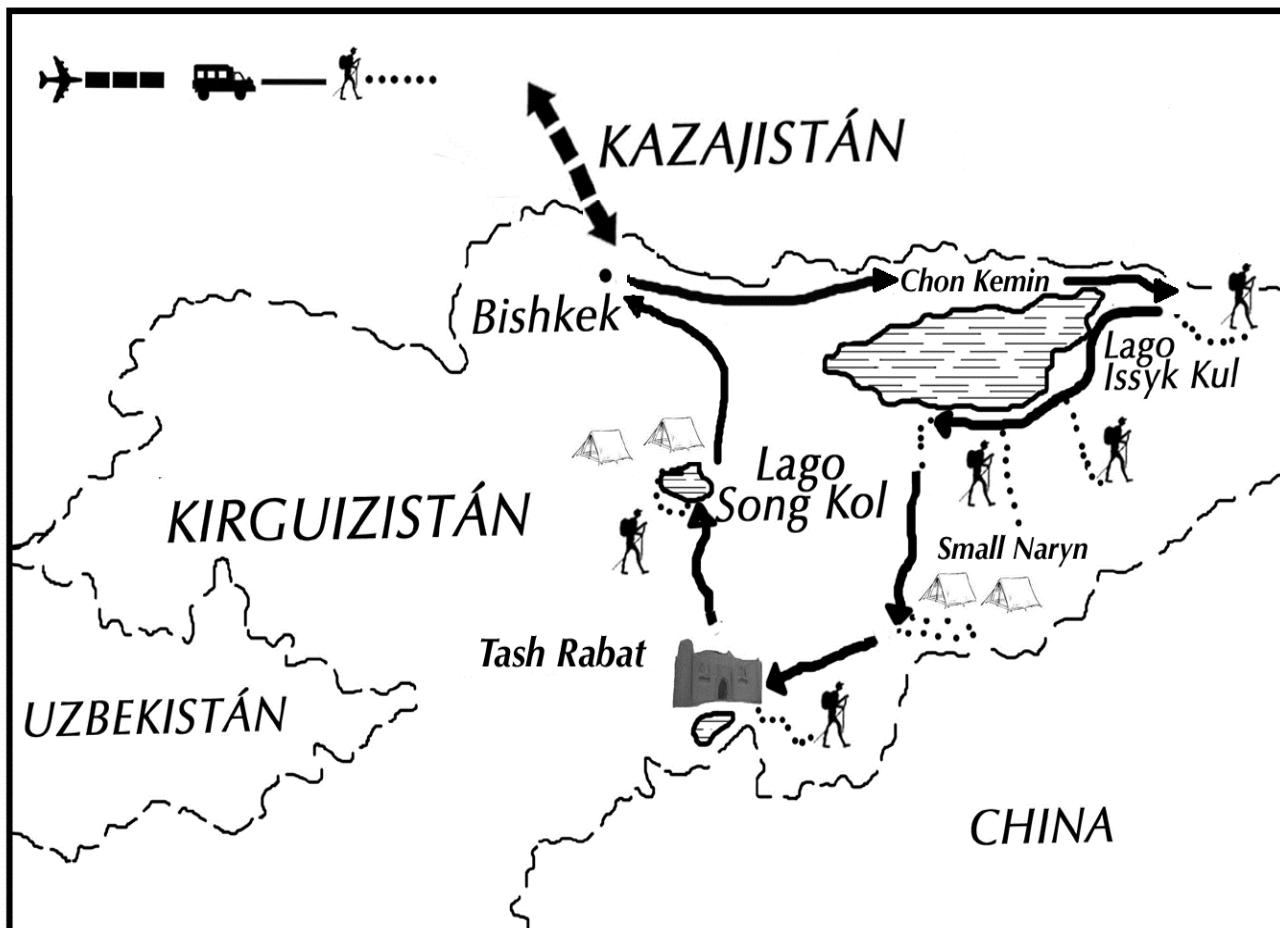 KAZAJISTÁN
Chon Kemin
Bishkek
Lago
Issyk Kul
Lago
Song Kol
KIRGUIZISTÁN
Small Naryn
Tash Rabat
UZBEKISTÁN
CHINA